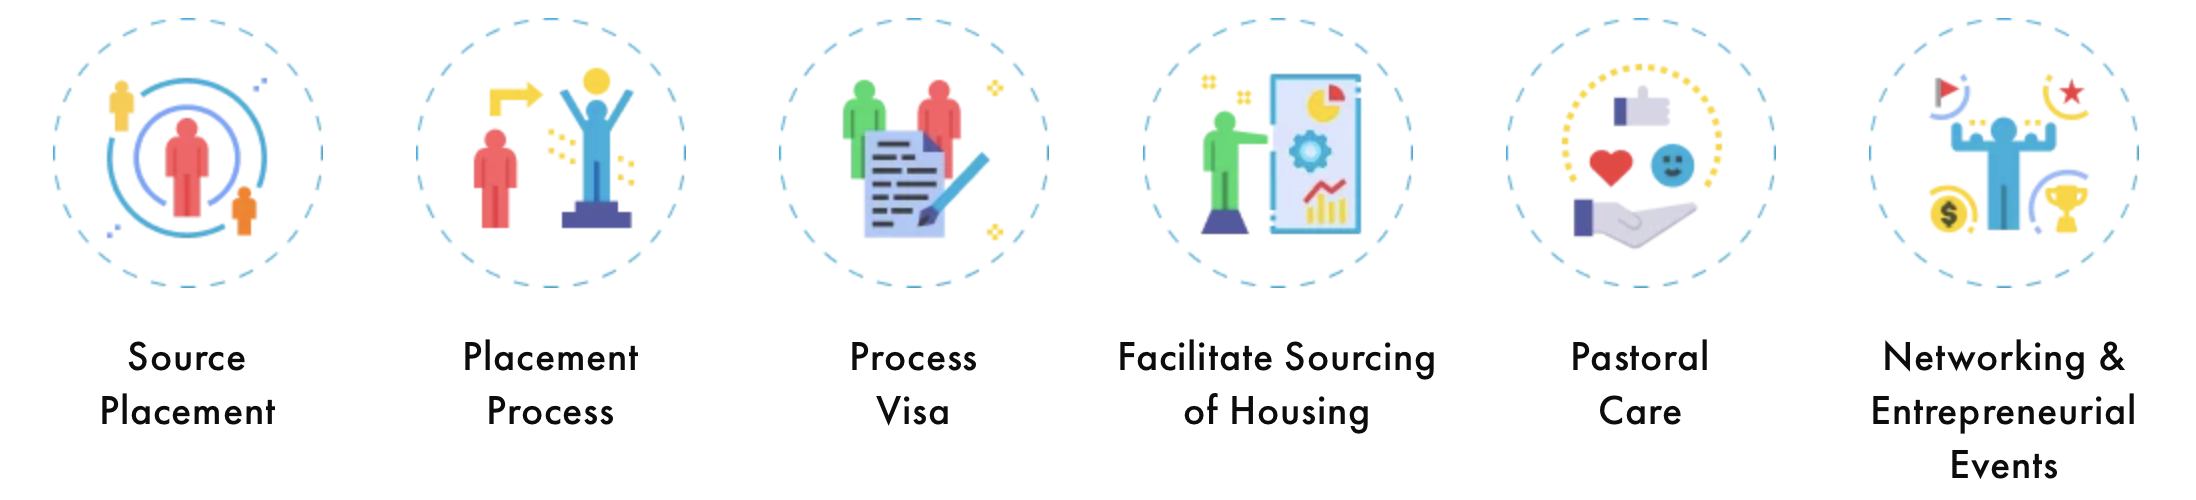 Source
Placement
Placement
Process
Process
Visa
Facilitate Sourcing
of Housing
Pastoral
Care
Networking &
Entrepreneurial
Events
$